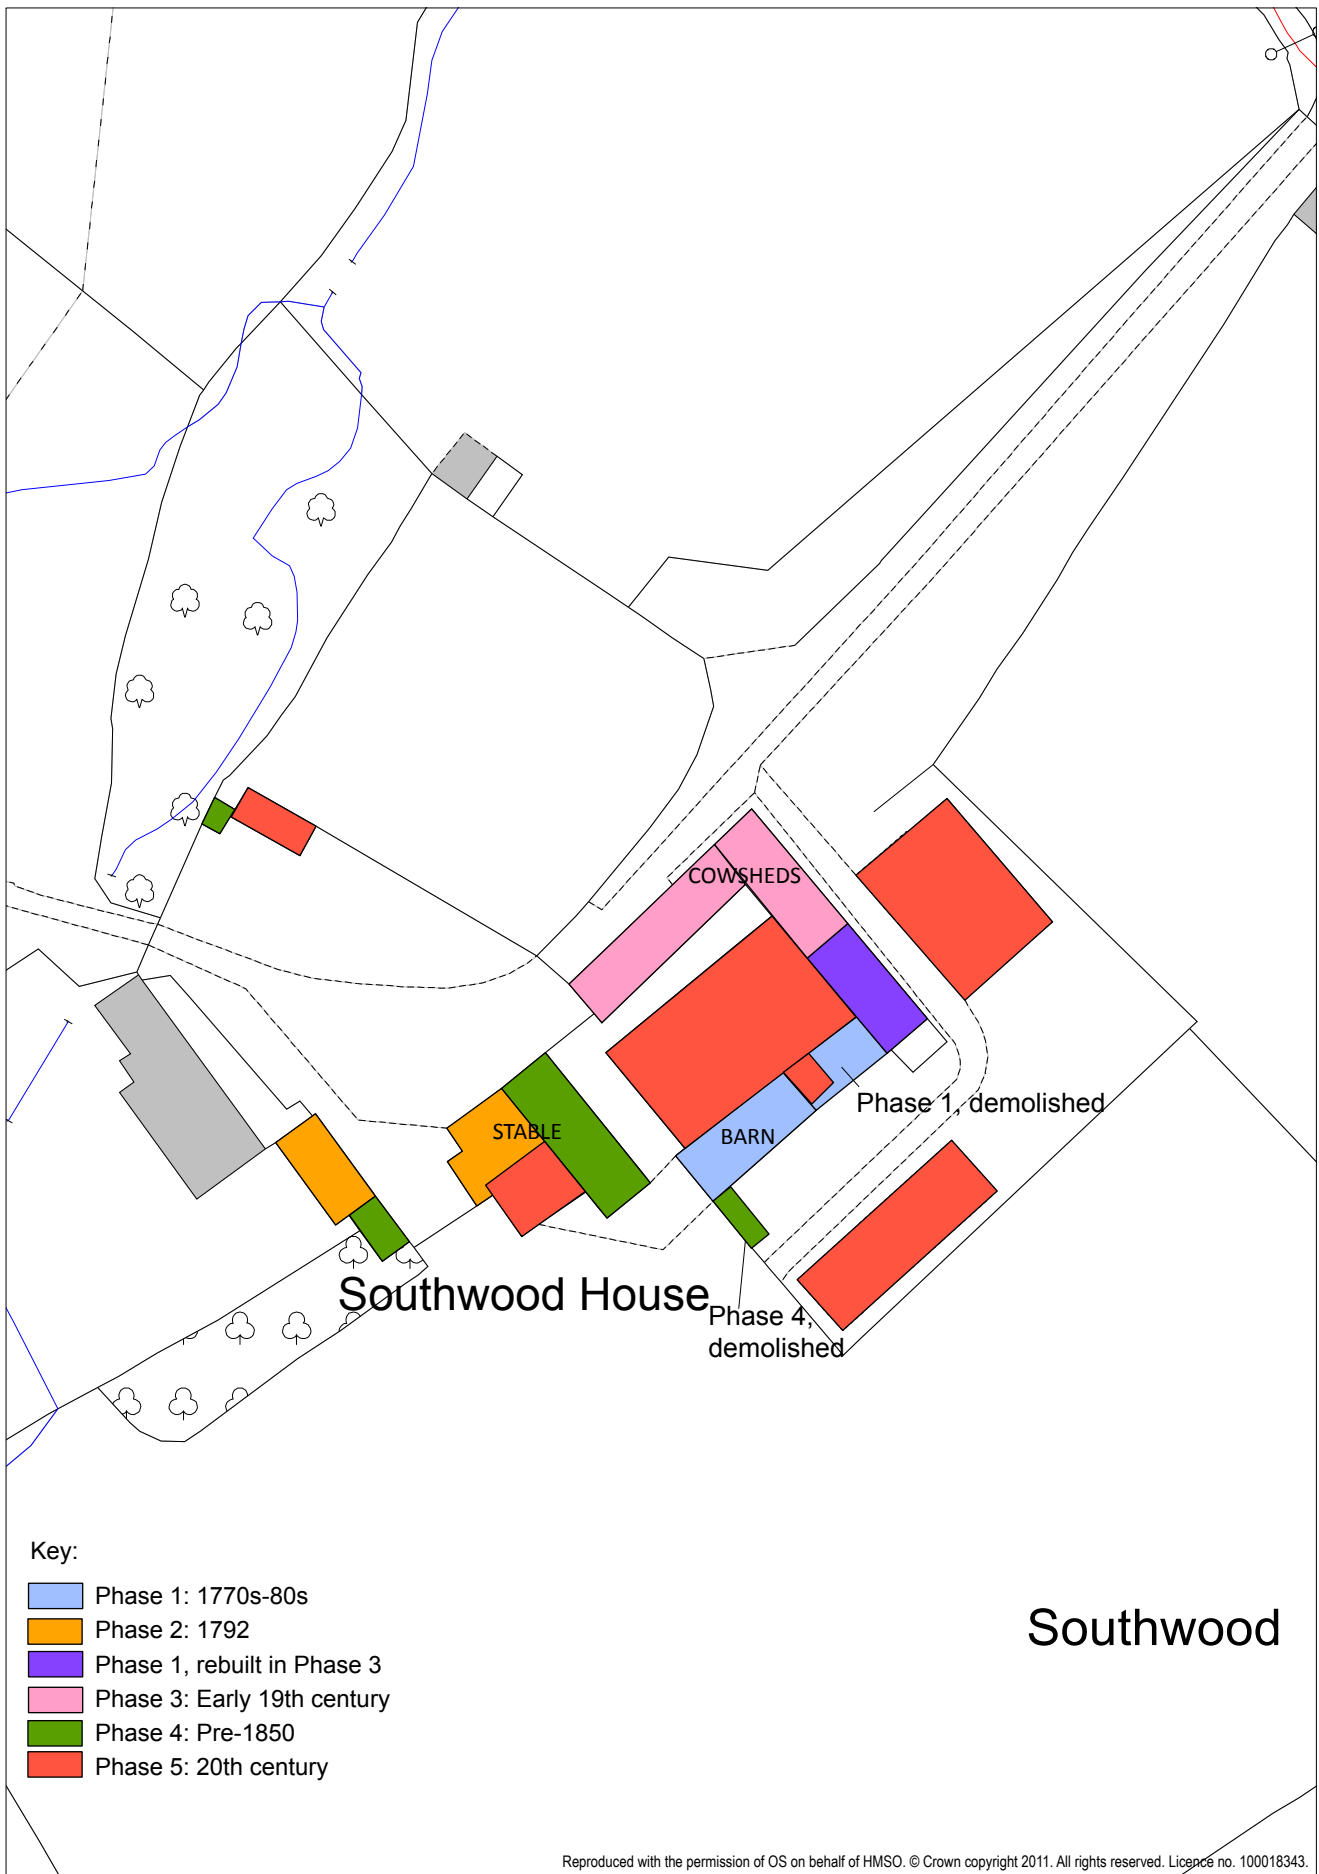 COWSHEDS
Phase 1, demolished
STABLE
BARN
Southwood House
Phase 4,
demolished
Key:
Phase 1: 1770s-80s
Phase 2: 1792
Phase 1, rebuilt in Phase 3
Phase 3: Early 19th century
Phase 4: Pre-1850
Phase 5: 20th century
Southwood
Reproduced with the permission of OS on behalf of HMSO. © Crown copyright 2011. All rights reserved. Licence no. 100018343.